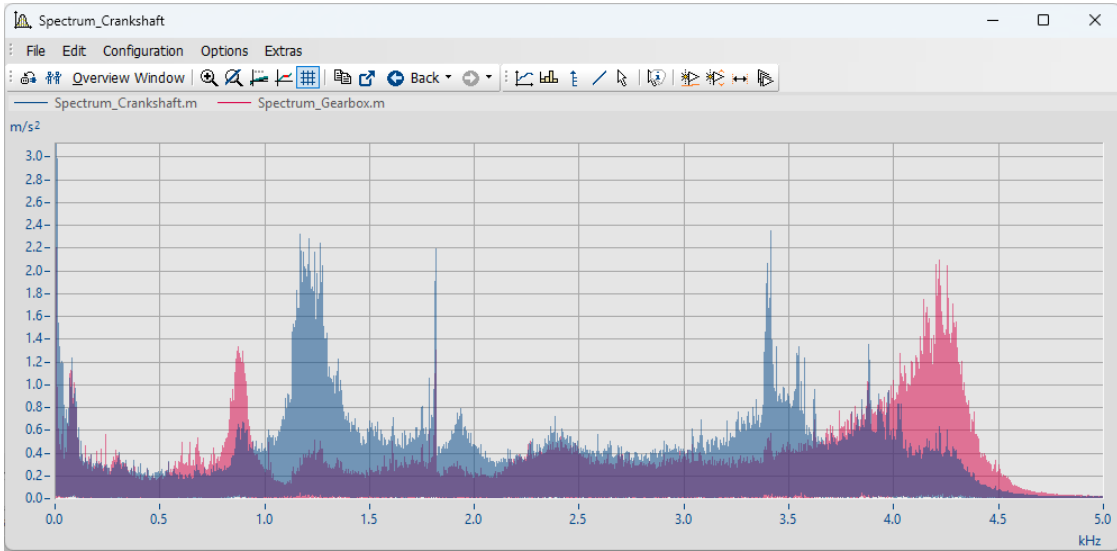 Spectrum_Crankshaft
File Edit Configuration Options Extras
Overview Window Back
Spectrum_Crankshaft.m Spectrum_Gearbox.m
m/s²
3.0
2.8
2.6
2.4
2.2
2.0
1.8
1.6
1.4
1.2
1.0
0.8
0.6
0.4
0.2
0.0
0.0 0.5 1.0 1.5 2.0 2.5 3.0 3.5 4.0 4.5 5.0
kHz